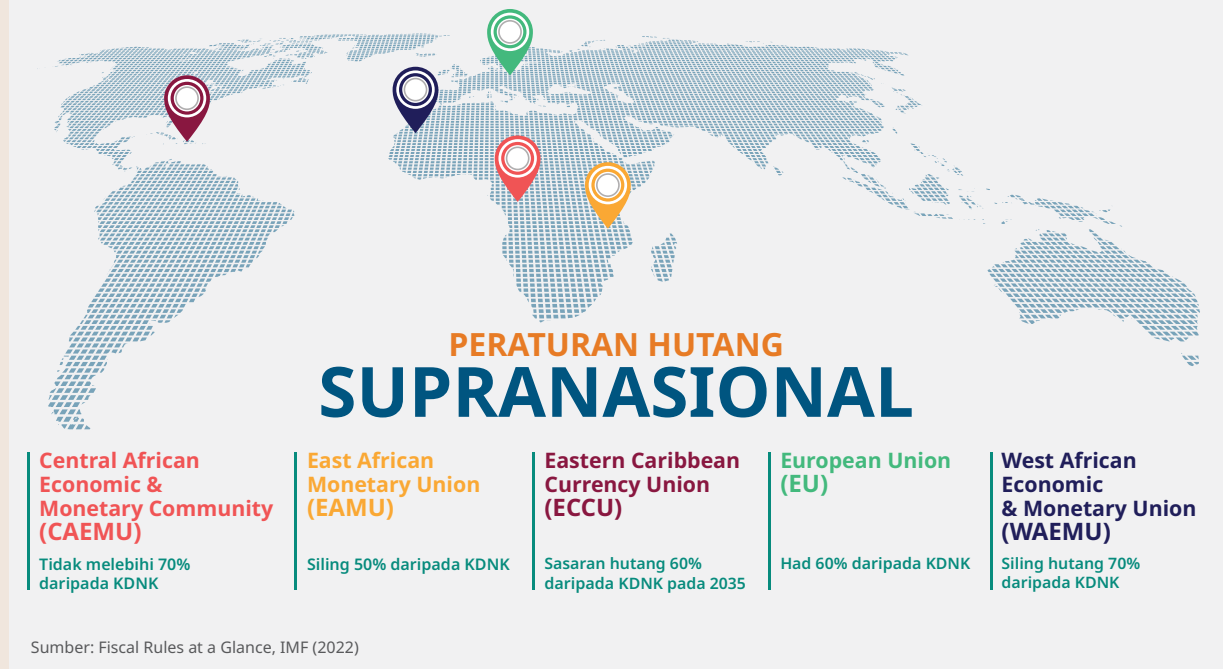 PERATURAN HUTANG
SUPRANASIONAL
Central African
Economic &
Monetary Community
(CAEMU)
Tidak melebihi 70%
daripada KDNK
East African
Monetary Union
(EAMU)
Siling 50% daripada KDNK
Eastern Caribbean
Currency Union
(ECCU)
Sasaran hutang 60%
daripada KDNK pada 2035
European Union
(EU)
Had 60% daripada KDNK
West African
Economic
& Monetary Union
(WAEMU)
Siling hutang 70%
daripada KDNK
Sumber: Fiscal Rules at a Glance, IMF (2022)